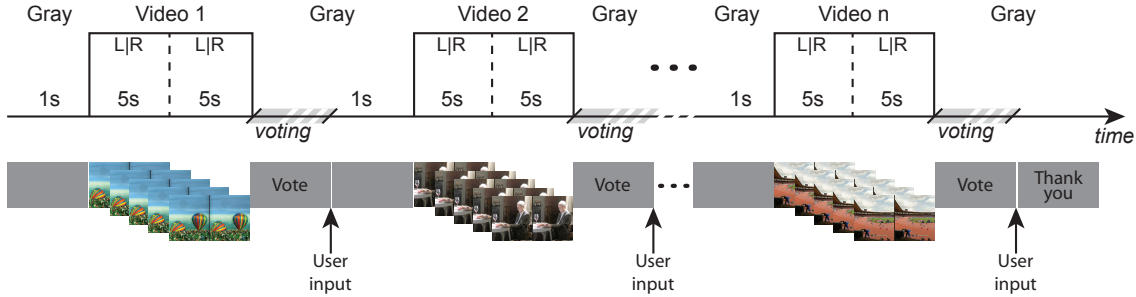 Gray Video 1 Gray Video 2 Gray Gray Video n Gray
L|R L|R L|R L|R L|R L|R
1s 5s 5s 1s 5s 5s 1s 5s 5s
voting voting voting time
Vote Vote Vote Thank
you
User User User
input input input